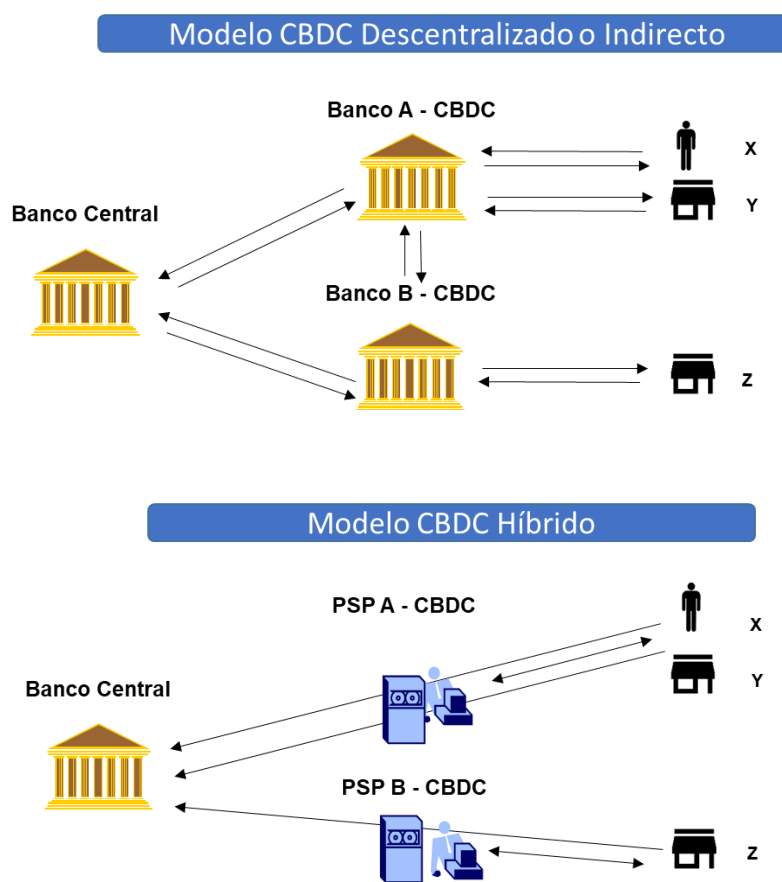 Modelo CBDC Descentralizado o Indirecto
Banco A - CBDC
X
Banco Central
Y
Banco B - CBDC
Z
Modelo CBDC Híbrido
PSP A - CBDC
X
Banco Central
Y
PSP B - CBDC
Z